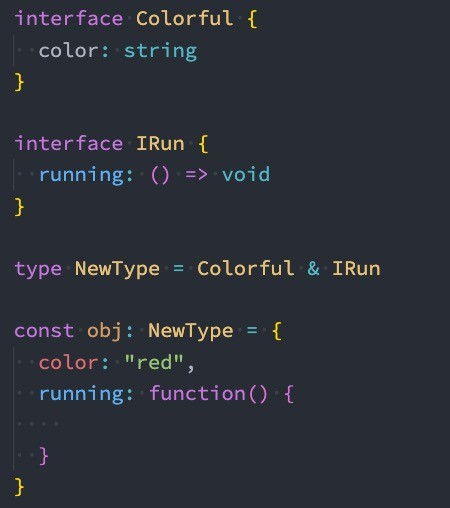 interface Colorful {
  color: string
}

interface IRun {
  running: () => void
}

type NewType = Colorful & IRun

const obj: NewType = {
  color: "red",
  running: function() {
    
  }
}